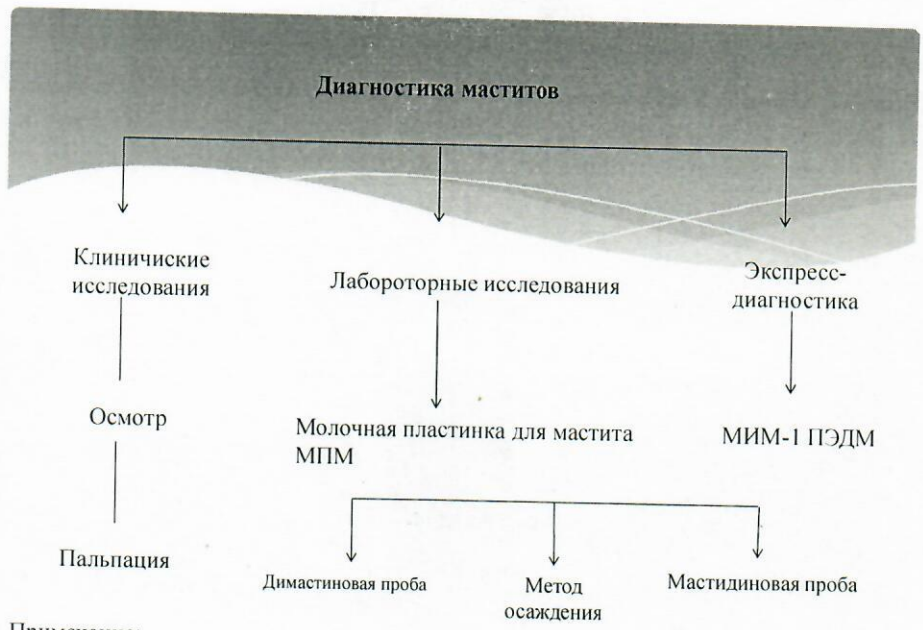 Диагностика маститов
Клиничиские
исследования
Лабороторные исследования
Экспресс-
диагностика
Осмотр
Молочная пластинка для мастита
МПМ
МИМ-1 ПЭДМ
Пальпация
Димастиновая проба
Метод
осаждения
Мастидиновая проба